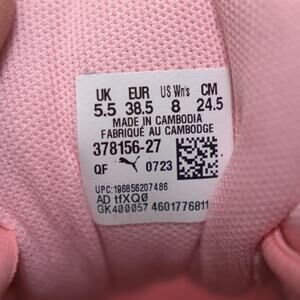 UK EUR US Wn's CM
5.5 38.5 8 24.5
MADE IN CAMBODIA
FABRIQUÉ AU CAMBODGE
378156-27
QF 0723
UPC:196856207486
AD tfXQ0
GK400057 4601776811